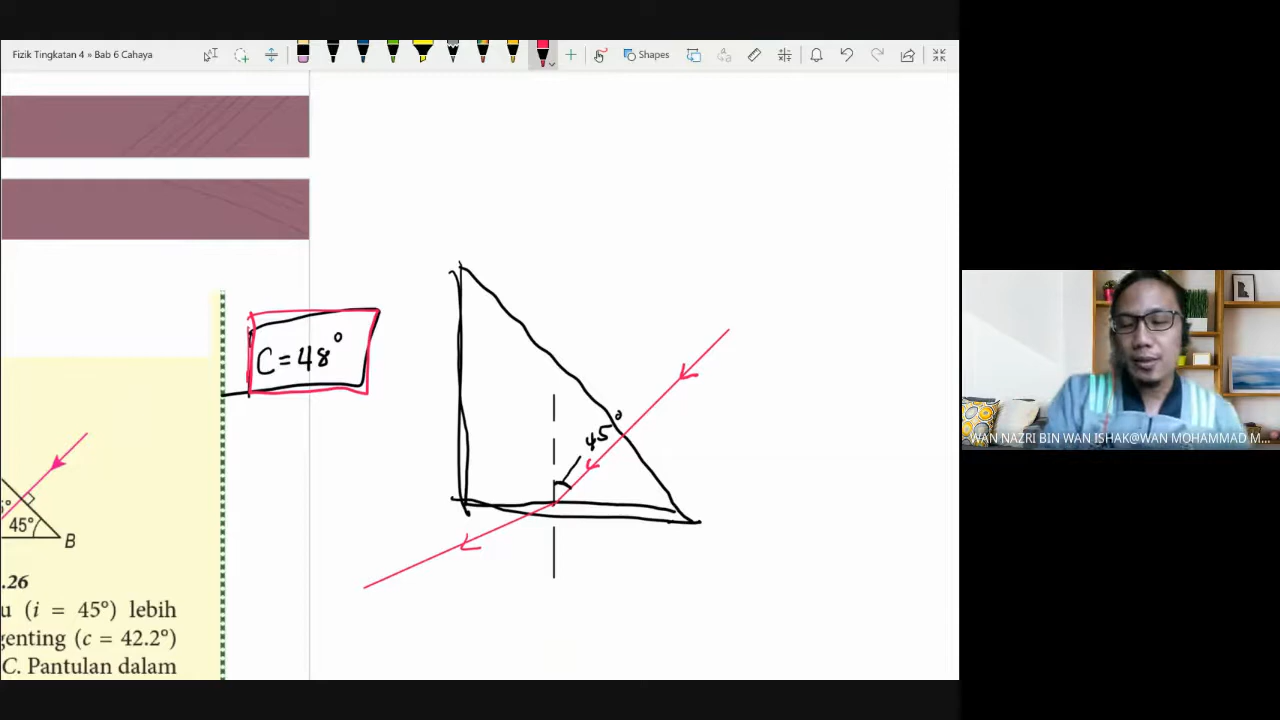 Fizik Tingkatan 4 » Bab 6 Cahaya
Shapes
C = 48°
45°
45°
B
.26
u (i = 45°) lebih
genting (c = 42.2°)
C. Pantulan dalam
WAN NAZRI BIN WAN ISHAK@WAN MOHAMMAD M...